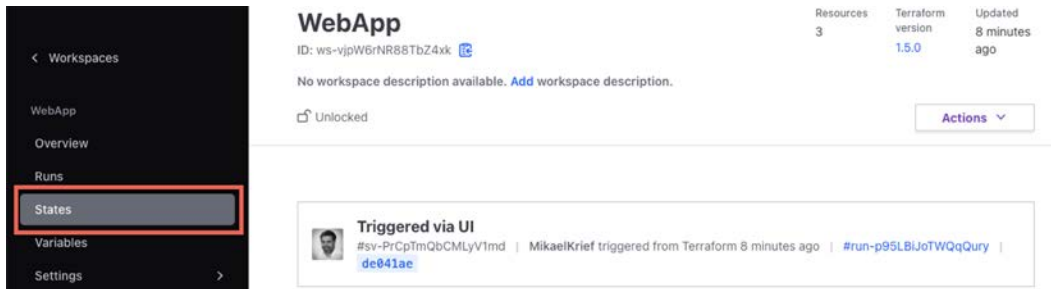 < Workspaces
WebApp
Overview
Runs
States
Variables
Settings >
WebApp
ID: ws-vjpW6rNR88TbZ4xk
No workspace description available. Add workspace description.
Unlocked
Resources
3
Terraform
version
1.5.0
Updated
8 minutes
ago
Actions
Triggered via UI
#sv-PrCpTmQbCMLyV1md | MikaelKrief triggered from Terraform 8 minutes ago | #run-p95LBiJoTWQqQury |
de041ae